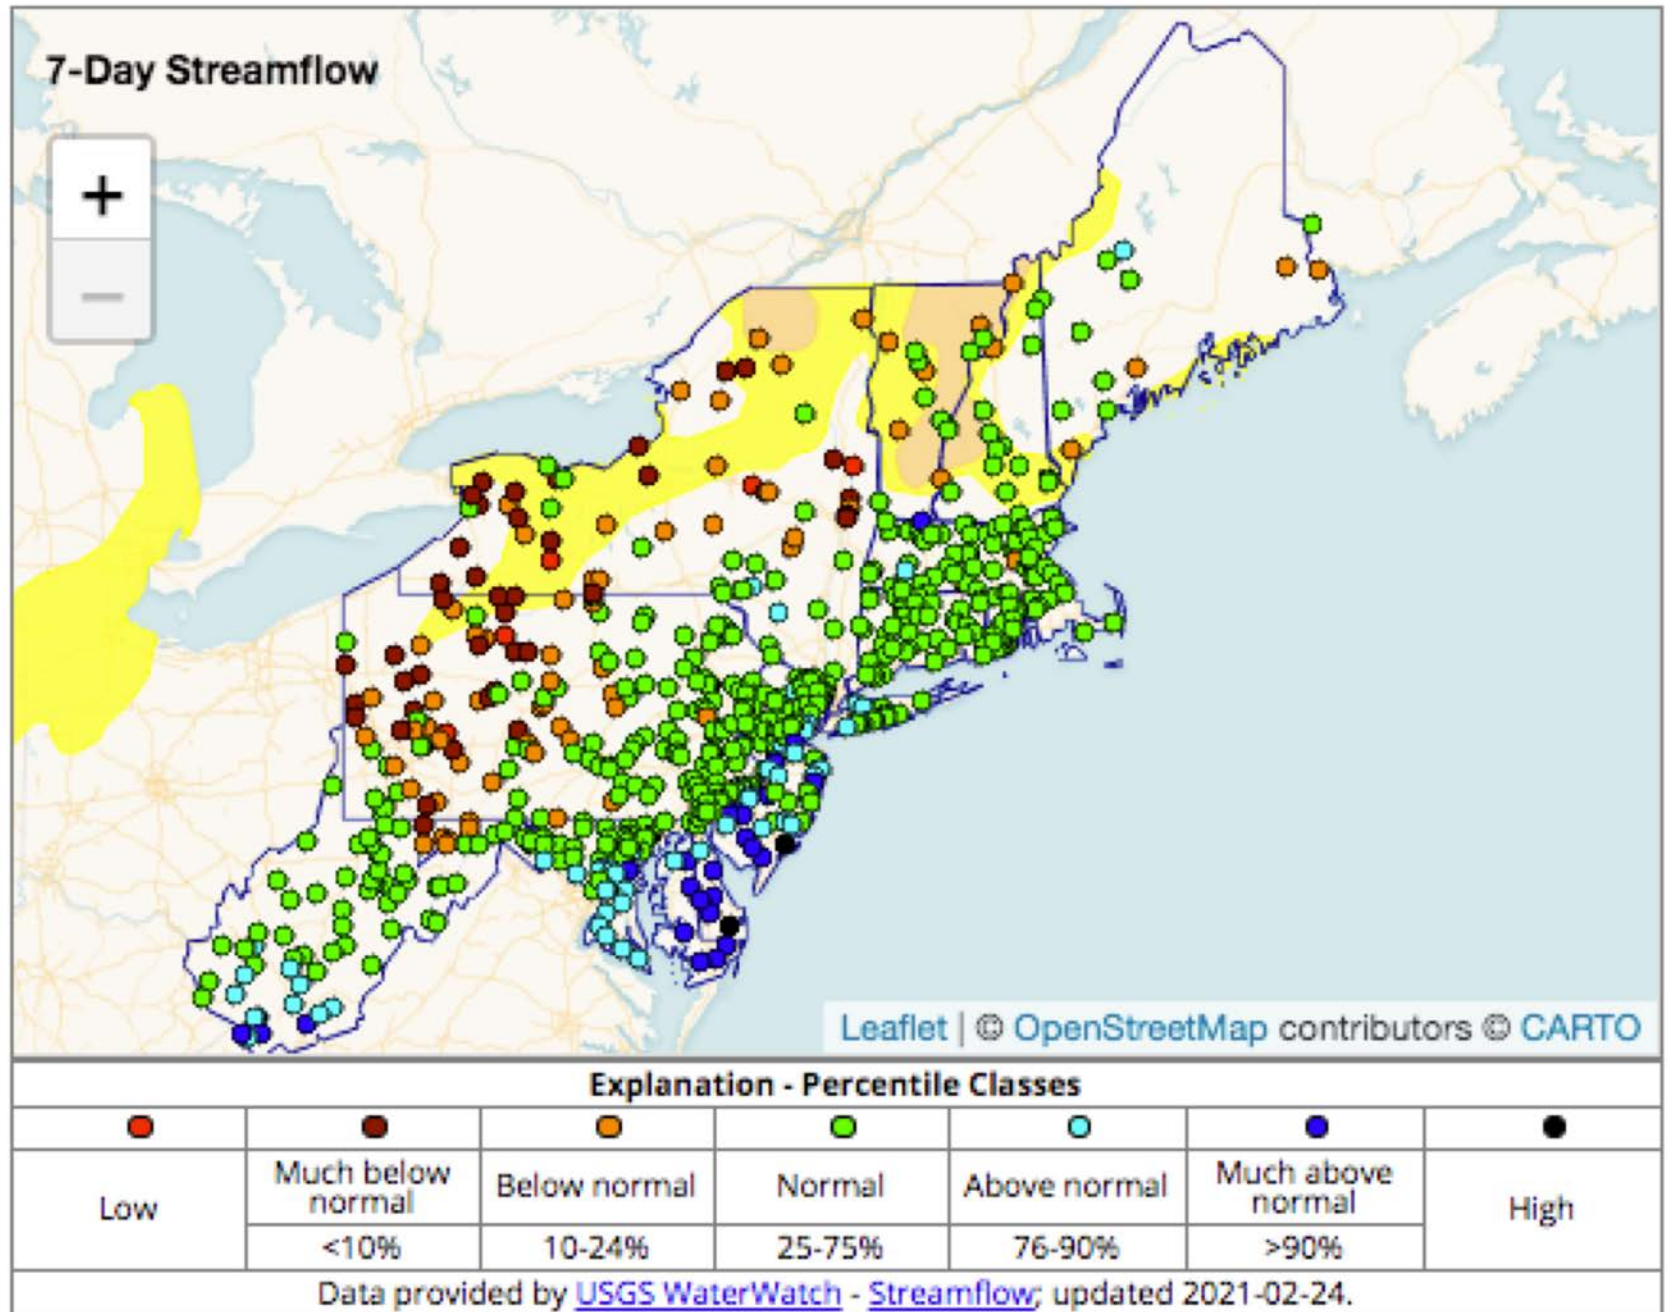 7-Day Streamflow
+
−
Leaflet | © OpenStreetMap contributors © CARTO
Explanation - Percentile Classes
Low
Much below normal
Below normal
Normal
Above normal
Much above normal
High
<10%
10-24%
25-75%
76-90%
>90%
Data provided by USGS WaterWatch - Streamflow; updated 2021-02-24.